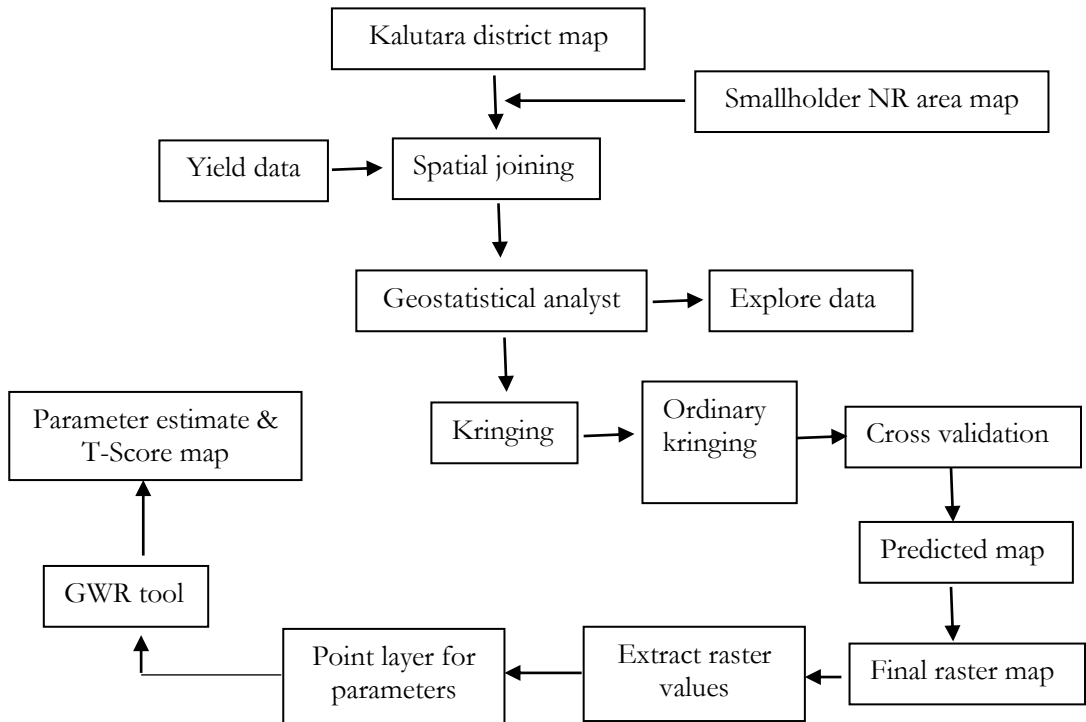 Kalutara district map
Smallholder NR area map
Yield data
Spatial joining
Geostatistical analyst
Explore data
Parameter estimate &
T-Score map
Kringing
Ordinary
kringing
Cross validation
Predicted map
GWR tool
Point layer for
parameters
Extract raster
values
Final raster map